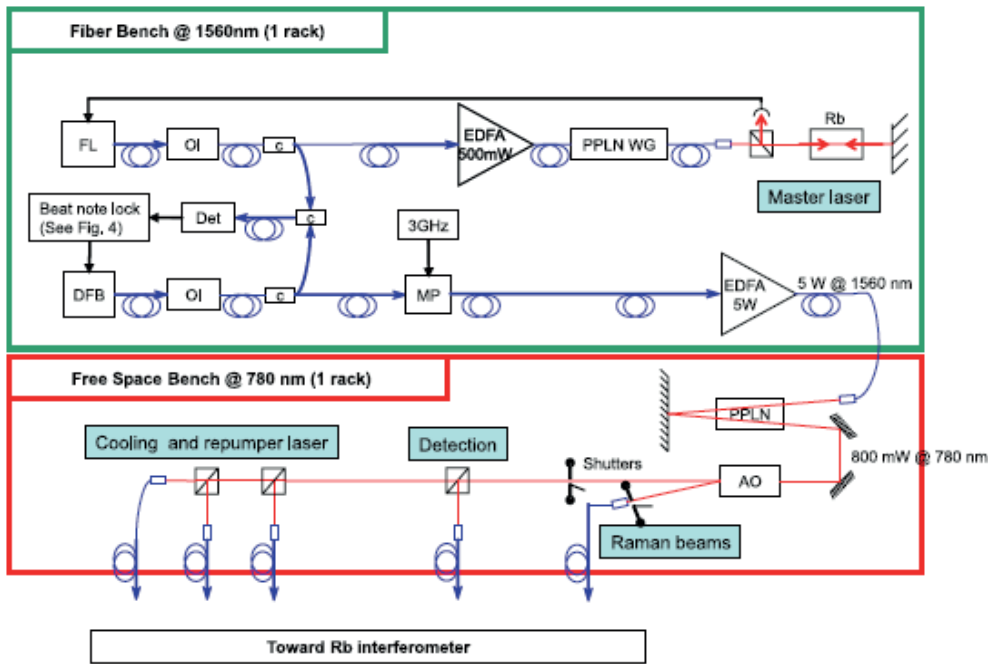 Fiber Bench @ 1560nm (1 rack)
FL
OI
c
EDFA
500mW
PPLN WG
Rb
Master laser
Beat note lock
(See Fig. 4)
Det
c
3GHz
DFB
OI
c
MP
EDFA
5W
5 W @ 1560 nm
Free Space Bench @ 780 nm (1 rack)
PPLN
Cooling and repumper laser
Detection
Shutters
AO
800 mW @ 780 nm
Raman beams
Toward Rb interferometer